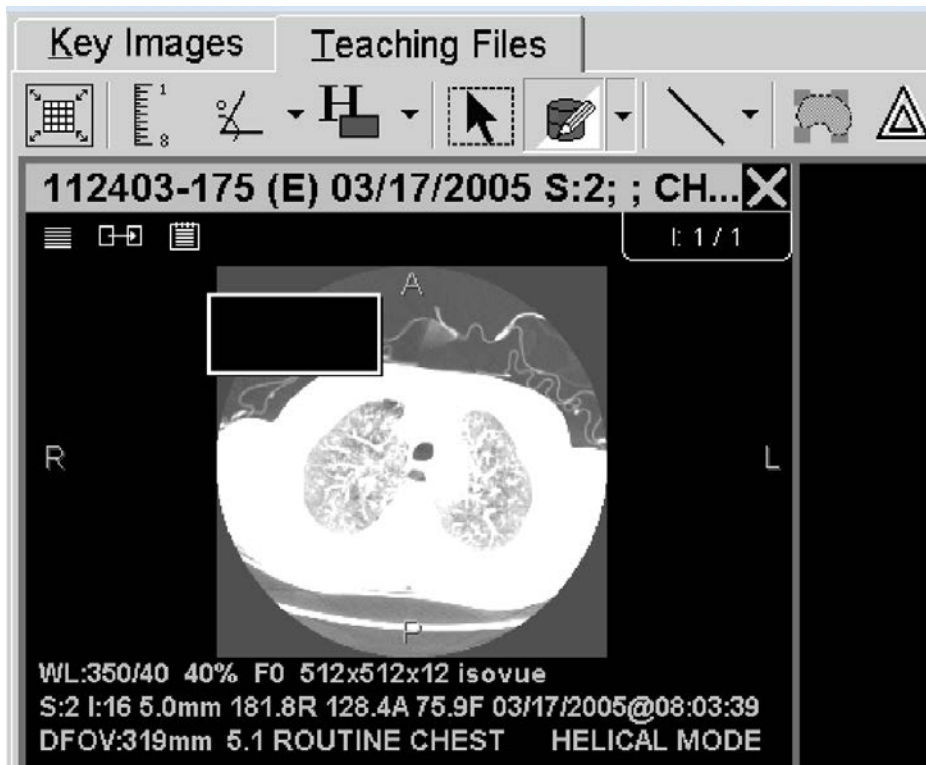 Key Images Teaching Files
1
8
H
112403-175 (E) 03/17/2005 S:2; ; CH...
I: 1 / 1
A
R L
P
WL:350/40 40% F0 512x512x12 isovue
S:2 I:16 5.0mm 181.8R 128.4A 75.9F 03/17/2005@08:03:39
DFOV:319mm 5.1 ROUTINE CHEST HELICAL MODE